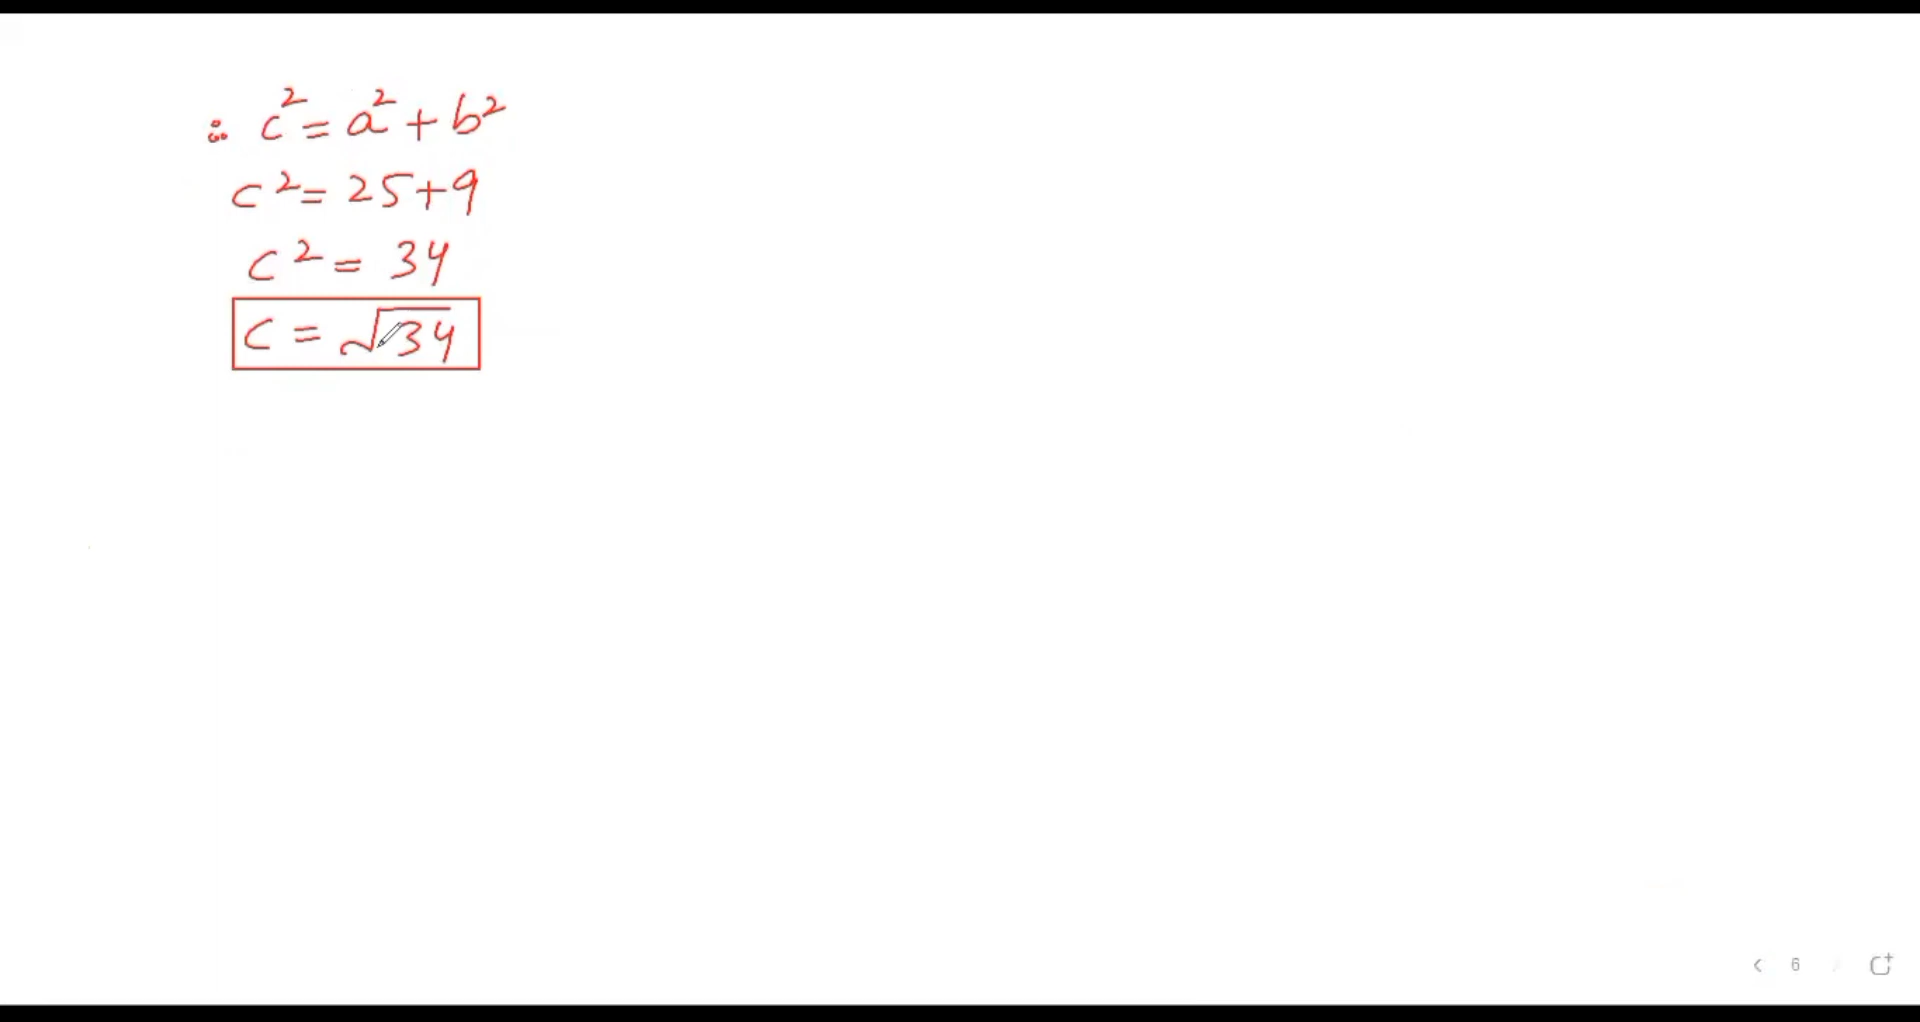 ∴ c² = a² + b²
c² = 25+9
c² = 34
c = √34
< 6